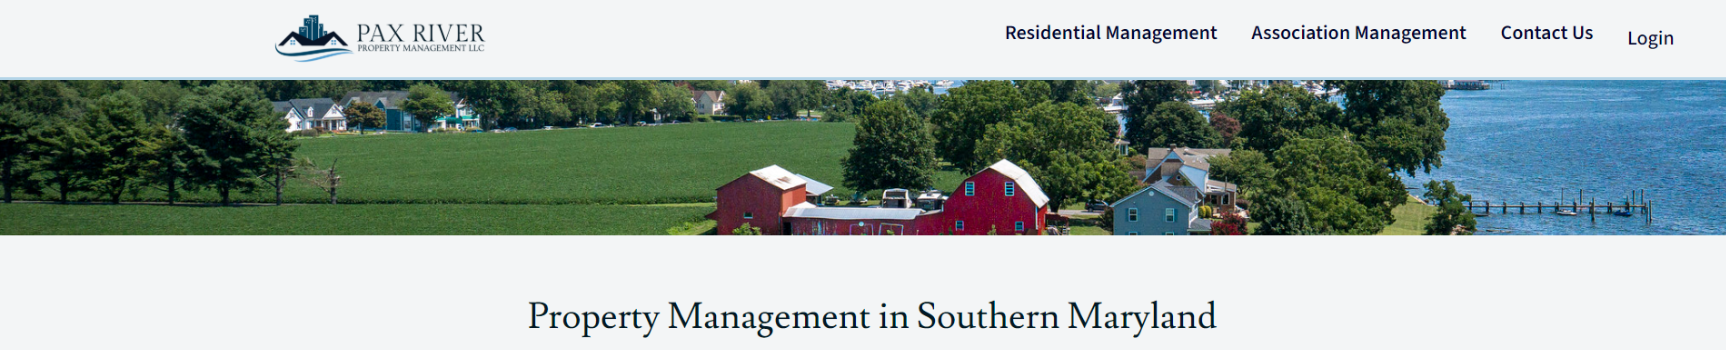 PAX RIVER
PROPERTY MANAGEMENT LLC
Residential Management
Association Management
Contact Us
Login
Property Management in Southern Maryland